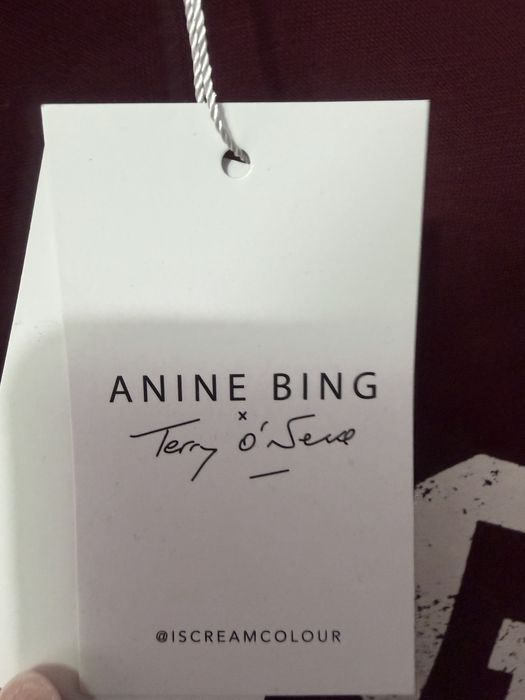 ANINE BING
x
Terry O'Neill
@ISCREAMCOLOUR